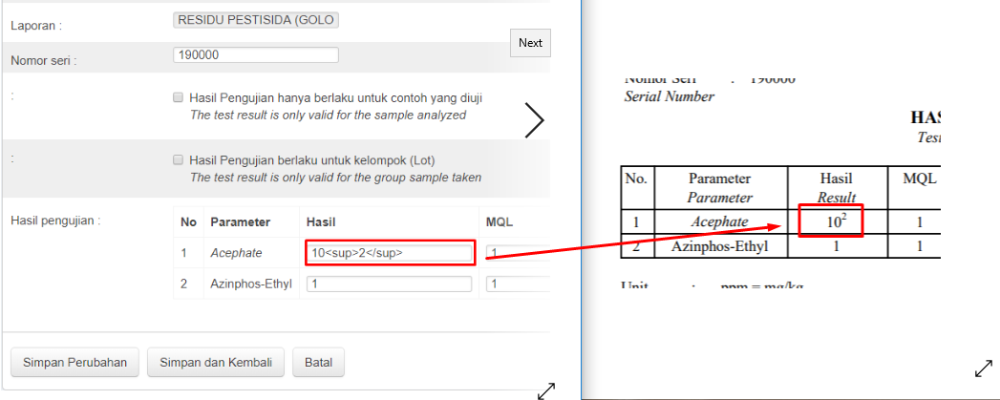 Laporan :
RESIDU PESTISIDA (GOLO
Next
Nomor seri :
190000
:
Hasil Pengujian hanya berlaku untuk contoh yang diuji
The test result is only valid for the sample analyzed
:
Hasil Pengujian berlaku untuk kelompok (Lot)
The test result is only valid for the group sample taken
Hasil pengujian :
No Parameter Hasil MQL
1 Acephate 10<sup>2</sup> 1
2 Azinphos-Ethyl 1 1
Simpan Perubahan Simpan dan Kembali Batal
Nomor Seri : 190000
Serial Number
HAS
Test
No. Parameter Hasil MQL
Parameter Result
1 Acephate 10² 1
2 Azinphos-Ethyl 1 1
Unit : ppm = mg/kg